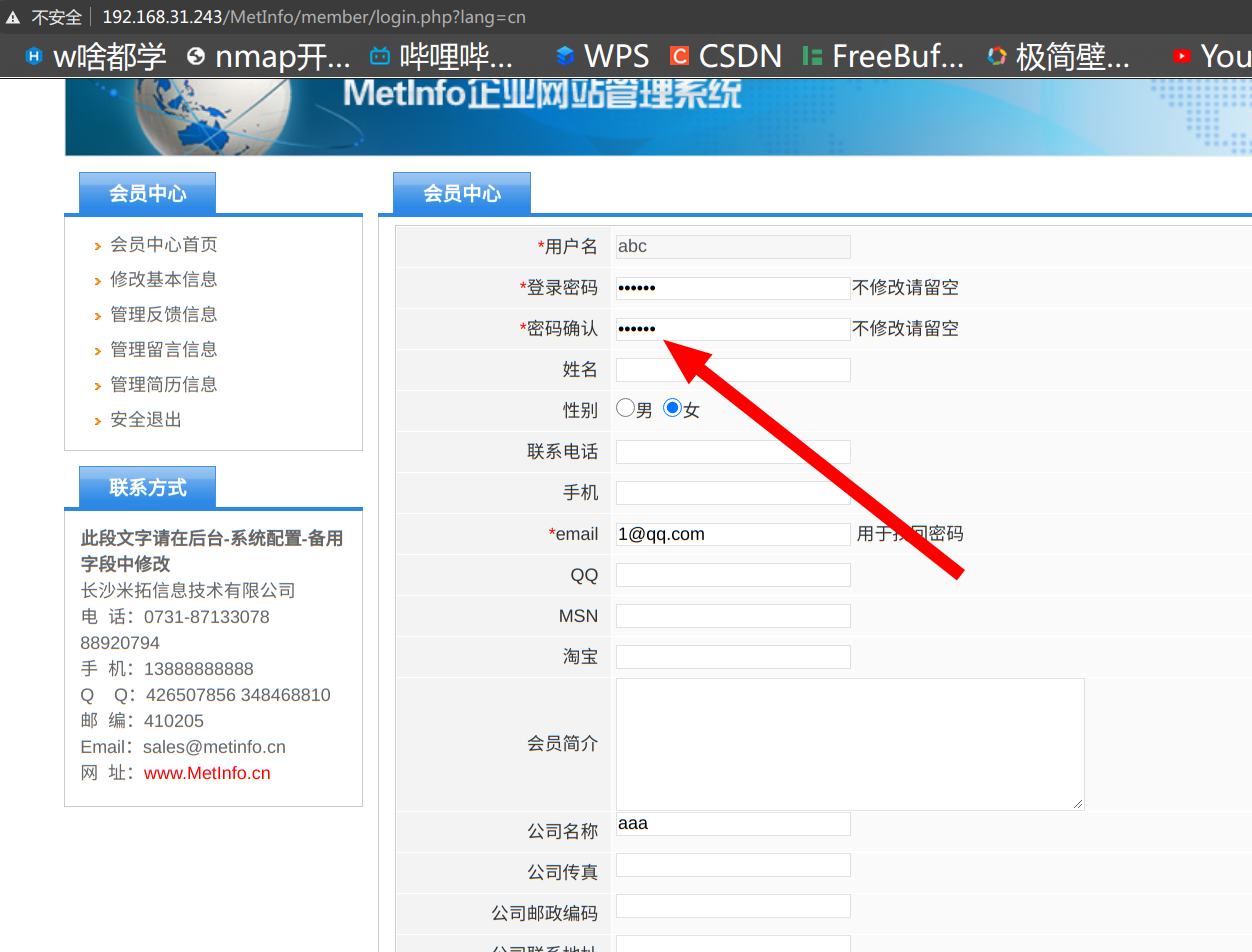 不安全 192.168.31.243/MetInfo/member/login.php?lang=cn
w啥都学 nmap开... 哔哩哔... WPS CSDN FreeBuf... 极简壁... You
MetInfo企业网站管理系统
会员中心
会员中心首页
修改基本信息
管理反馈信息
管理留言信息
管理简历信息
安全退出
联系方式
此段文字请在后台-系统配置-备用
字段中修改
长沙米拓信息技术有限公司
电 话：0731-87133078
88920794
手 机：13888888888
Q Q：426507856 348468810
邮 编：410205
Email：sales@metinfo.cn
网 址：www.MetInfo.cn
会员中心
*用户名 abc
*登录密码 •••••• 不修改请留空
*密码确认 •••••• 不修改请留空
姓名
性别 男 女
联系电话
手机
*email 1@qq.com 用于找回密码
QQ
MSN
淘宝
会员简介
公司名称 aaa
公司传真
公司邮政编码
公司联系地址